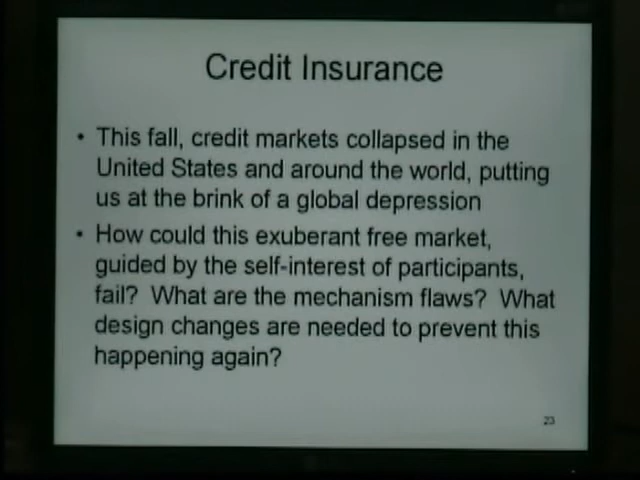 Credit Insurance
• This fall, credit markets collapsed in the
United States and around the world, putting
us at the brink of a global depression
• How could this exuberant free market,
guided by the self-interest of participants,
fail? What are the mechanism flaws? What
design changes are needed to prevent this
happening again?
23